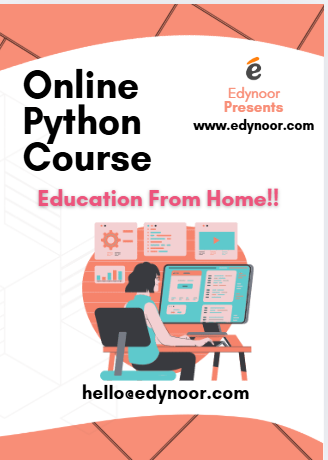 Online
Python
Course
é
Edynoor
Presents
www.edynoor.com
Education From Home!!
hello@edynoor.com